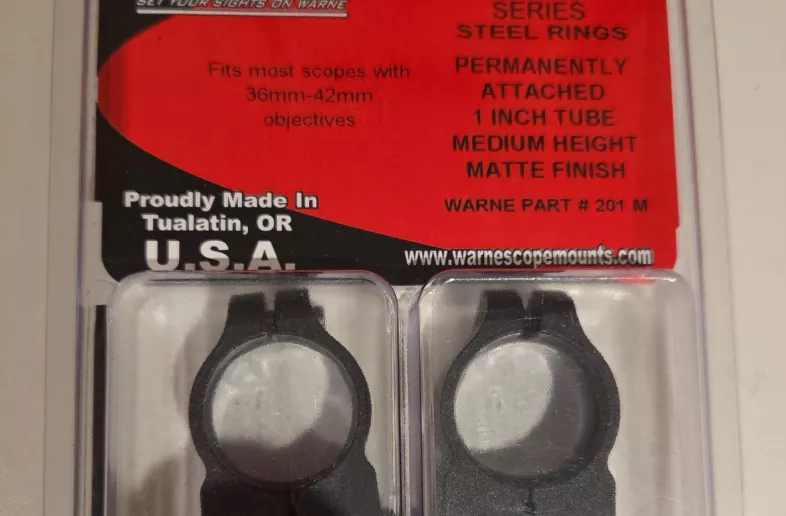 SET YOUR SIGHTS ON WARNE
SERIES
STEEL RINGS
Fits most scopes with
36mm-42mm
objectives
PERMANENTLY
ATTACHED
1 INCH TUBE
MEDIUM HEIGHT
MATTE FINISH
WARNE PART # 201 M
Proudly Made In
Tualatin, OR
U.S.A.
www.warnescopemounts.com